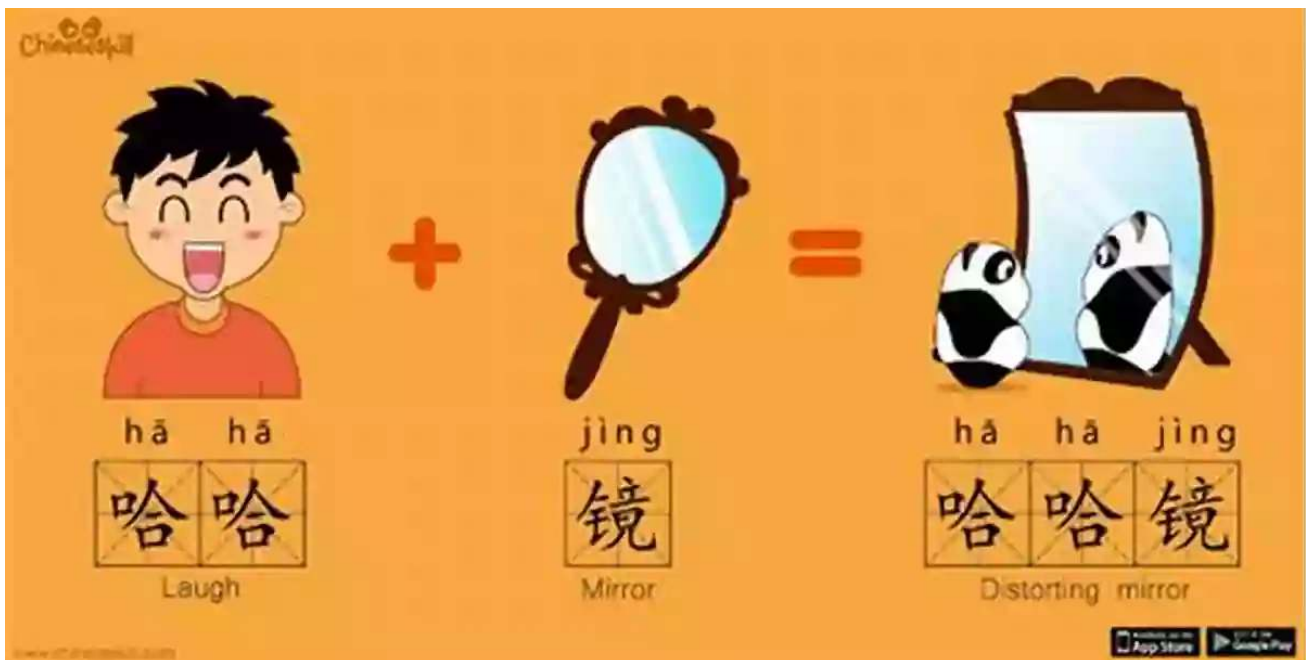 Chineseskill
hā hā
jìng
hā hā jìng
哈哈
镜
哈哈镜
Laugh
Mirror
Distorting mirror
App Store
Google Play